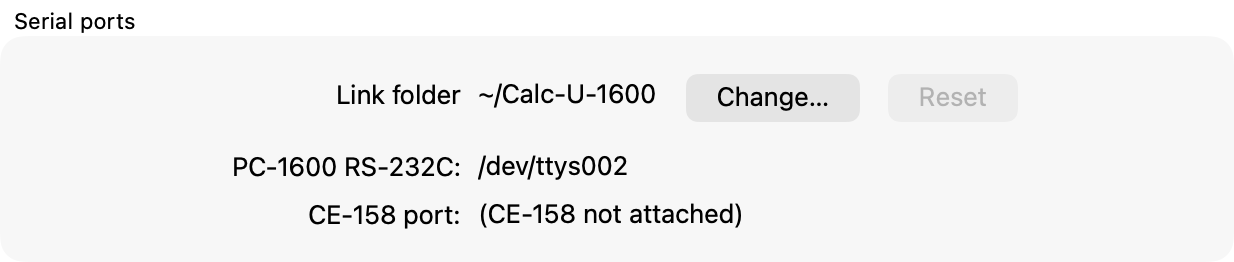 Serial ports
Link folder ~/Calc-U-1600 Change... Reset
PC-1600 RS-232C: /dev/ttys002
CE-158 port: (CE-158 not attached)